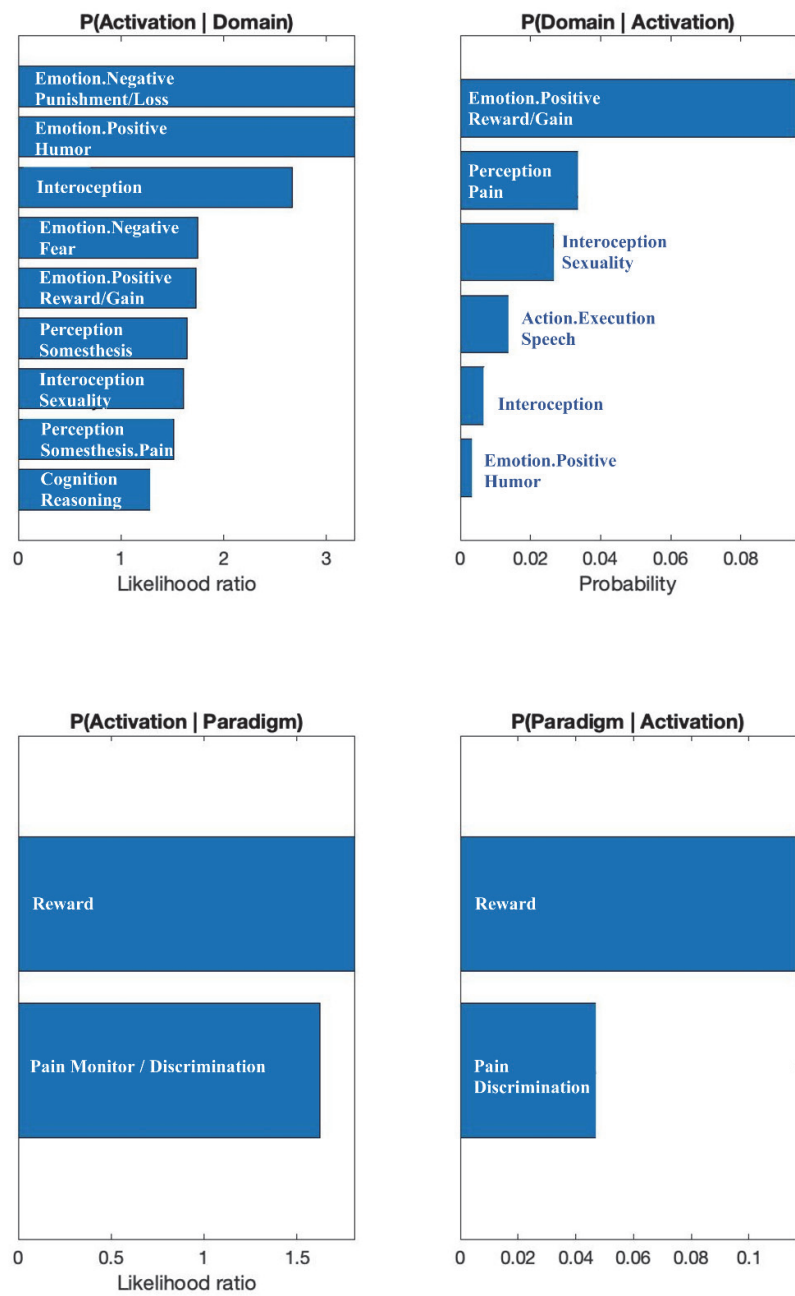 P(Activation | Domain)
Emotion.Negative
Punishment/Loss
Emotion.Positive
Humor
Interoception
Emotion.Negative
Fear
Emotion.Positive
Reward/Gain
Perception
Somesthesis
Interoception
Sexuality
Perception
Somesthesis.Pain
Cognition
Reasoning
0 1 2 3
Likelihood ratio
P(Domain | Activation)
Emotion.Positive
Reward/Gain
Perception
Pain
Interoception
Sexuality
Action.Execution
Speech
Interoception
Emotion.Positive
Humor
0 0.02 0.04 0.06 0.08
Probability
P(Activation | Paradigm)
Reward
Pain Monitor / Discrimination
0 0.5 1 1.5
Likelihood ratio
P(Paradigm | Activation)
Reward
Pain
Discrimination
0 0.02 0.04 0.06 0.08 0.1